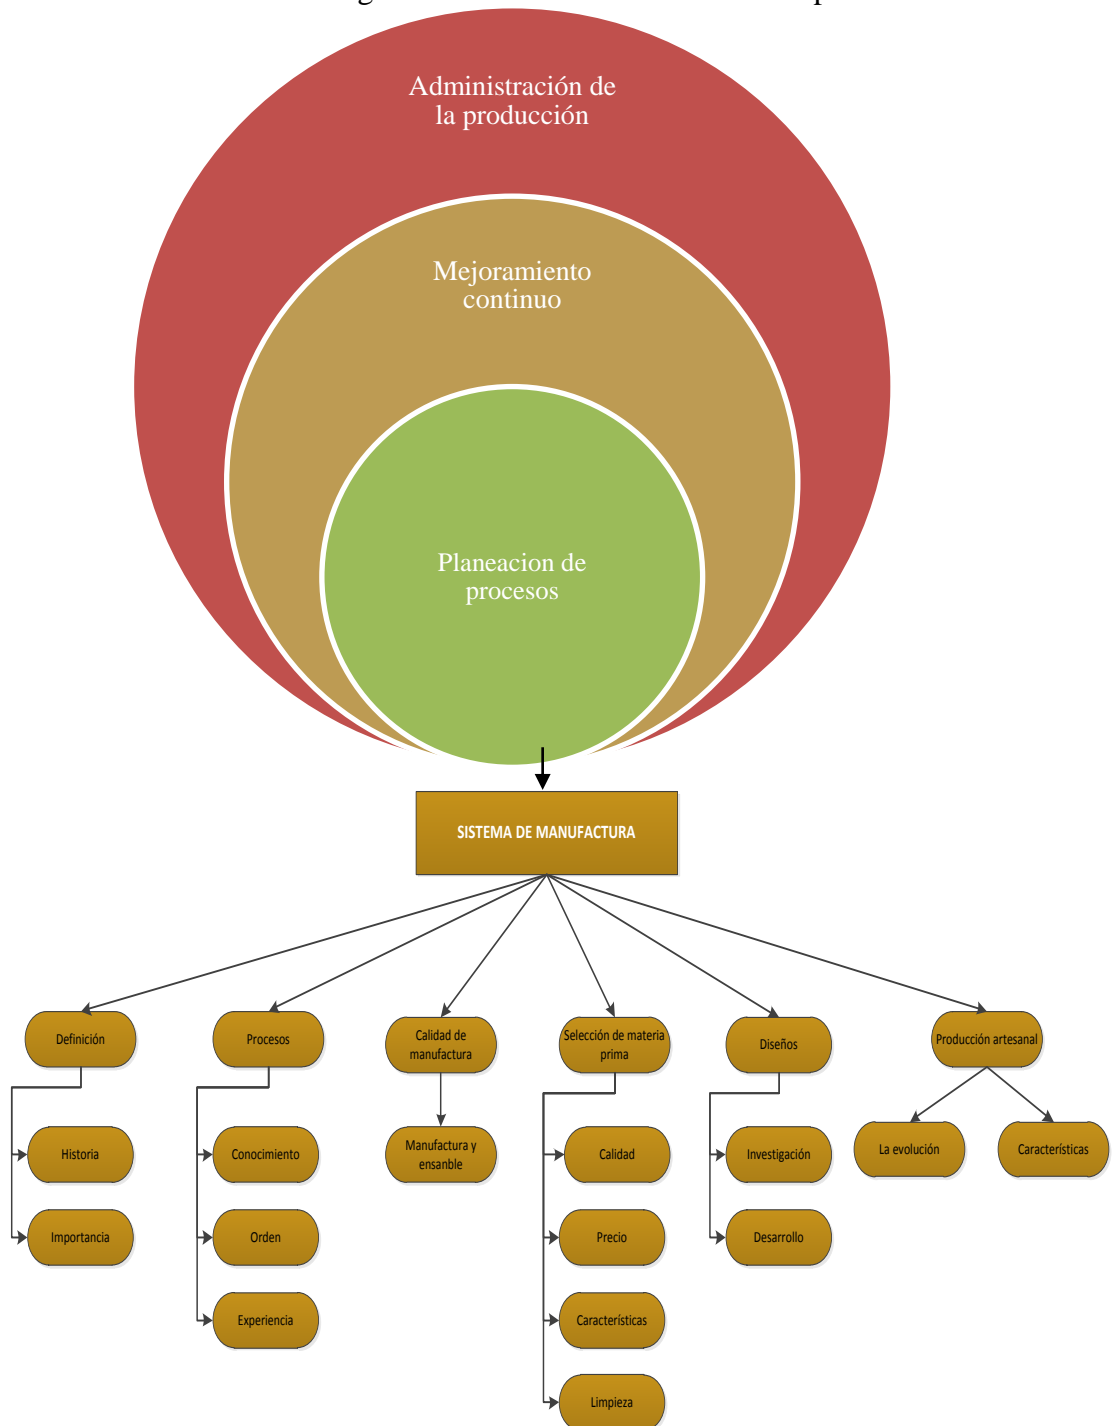 Administración de
la producción
Mejoramiento
continuo
Planeacion de
procesos
SISTEMA DE MANUFACTURA
Definición
Procesos
Calidad de
manufactura
Selección de materia
prima
Diseños
Producción artesanal
Historia
Conocimiento
Manufactura y
ensanble
Calidad
Investigación
La evolución
Características
Importancia
Orden
Precio
Desarrollo
Experiencia
Características
Limpieza